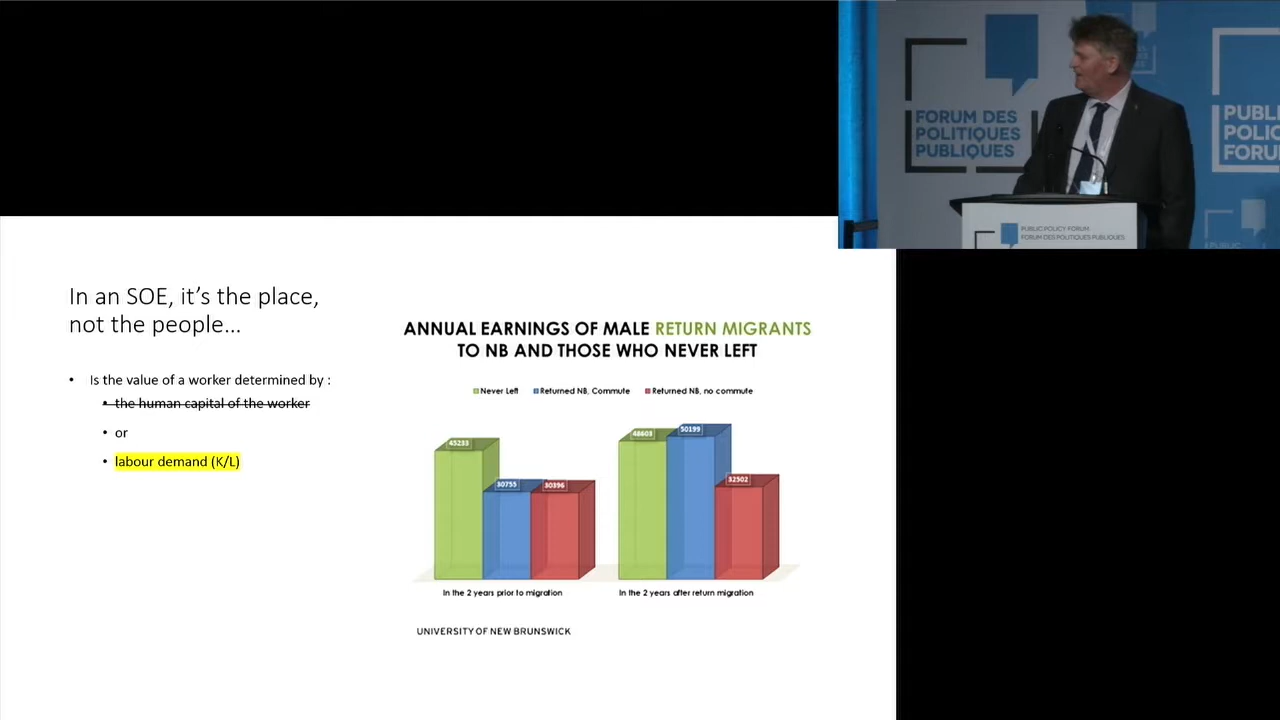 In an SOE, it's the place,
not the people...
• Is the value of a worker determined by :
• the human capital of the worker
• or
• labour demand (K/L)
ANNUAL EARNINGS OF MALE RETURN MIGRANTS
TO NB AND THOSE WHO NEVER LEFT
Never Left Returned NB, Commute Returned NB, no commute
45233 30755 30396 48603 50199 32502
In the 2 years prior to migration In the 2 years after return migration
UNIVERSITY OF NEW BRUNSWICK
FORUM DES
POLITIQUES
PUBLIQUES
PUBLI
POLIC
FORU
PUBLIC POLICY FORUM
FORUM DES POLITIQUES PUBLIQUES